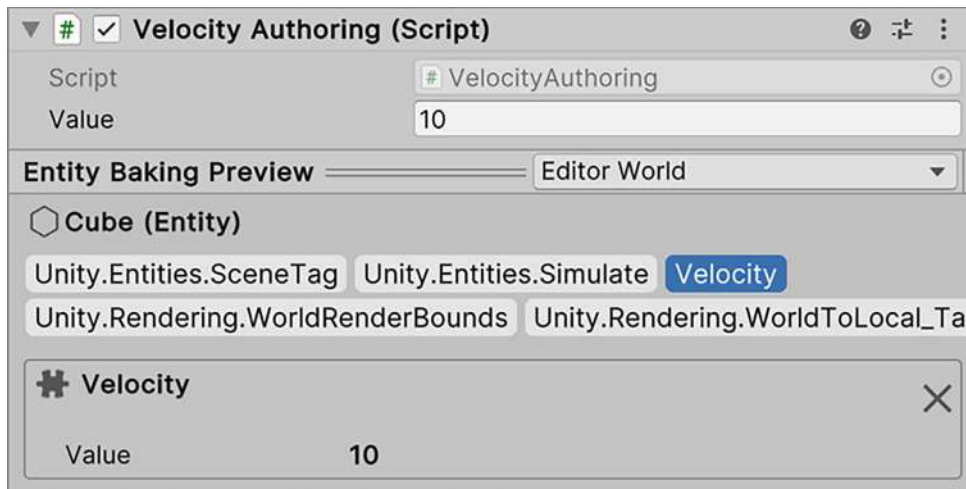 # Velocity Authoring (Script)
Script # VelocityAuthoring
Value 10
Entity Baking Preview Editor World
Cube (Entity)
Unity.Entities.SceneTag Unity.Entities.Simulate Velocity
Unity.Rendering.WorldRenderBounds Unity.Rendering.WorldToLocal_Ta
Velocity
Value 10